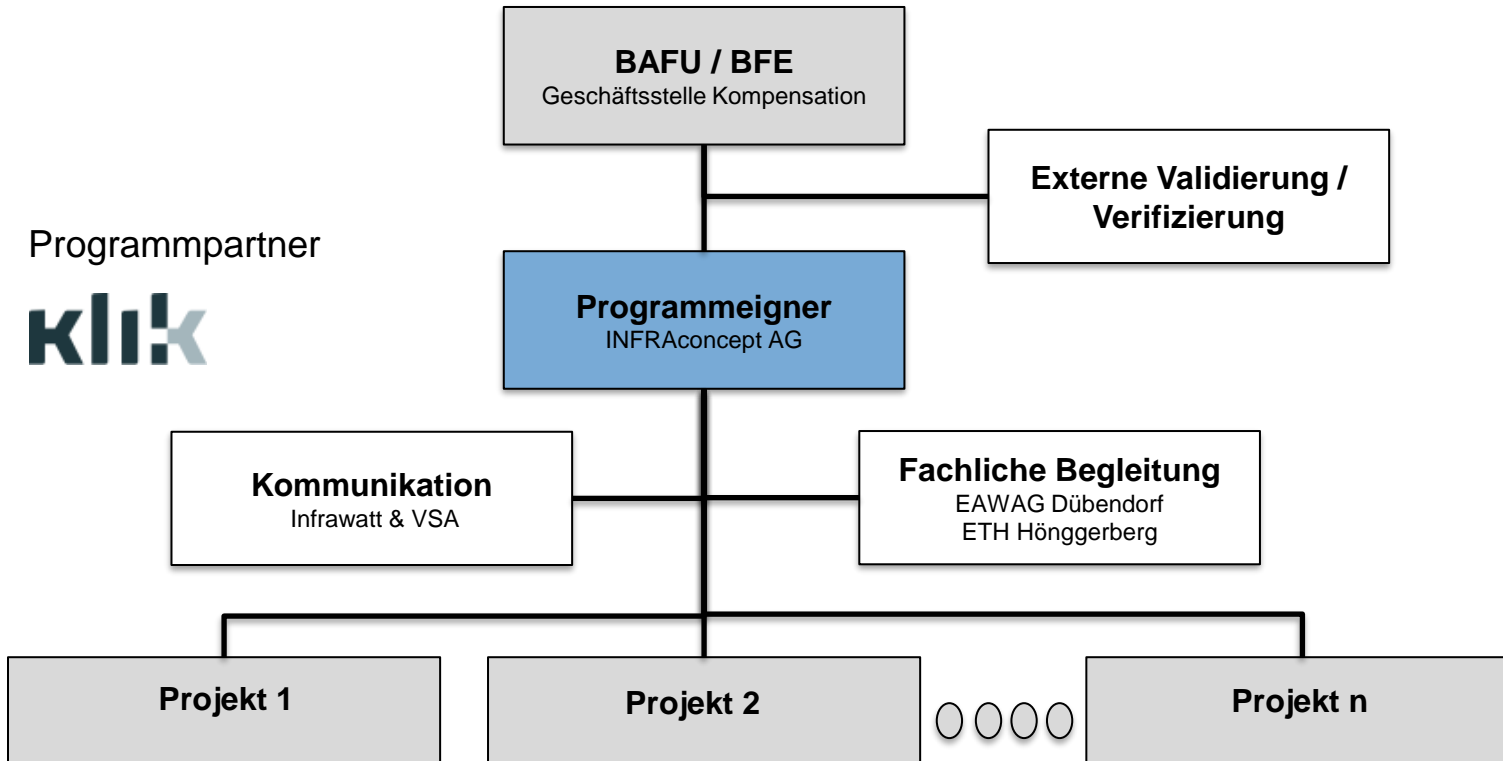 BAFU / BFE
Geschäftsstelle Kompensation
Externe Validierung /
Verifizierung
Programmpartner
klik
Programmeigner
INFRAconcept AG
Kommunikation
Infrawatt & VSA
Fachliche Begleitung
EAWAG Dübendorf
ETH Hönggerberg
Projekt 1
Projekt 2
Projekt n